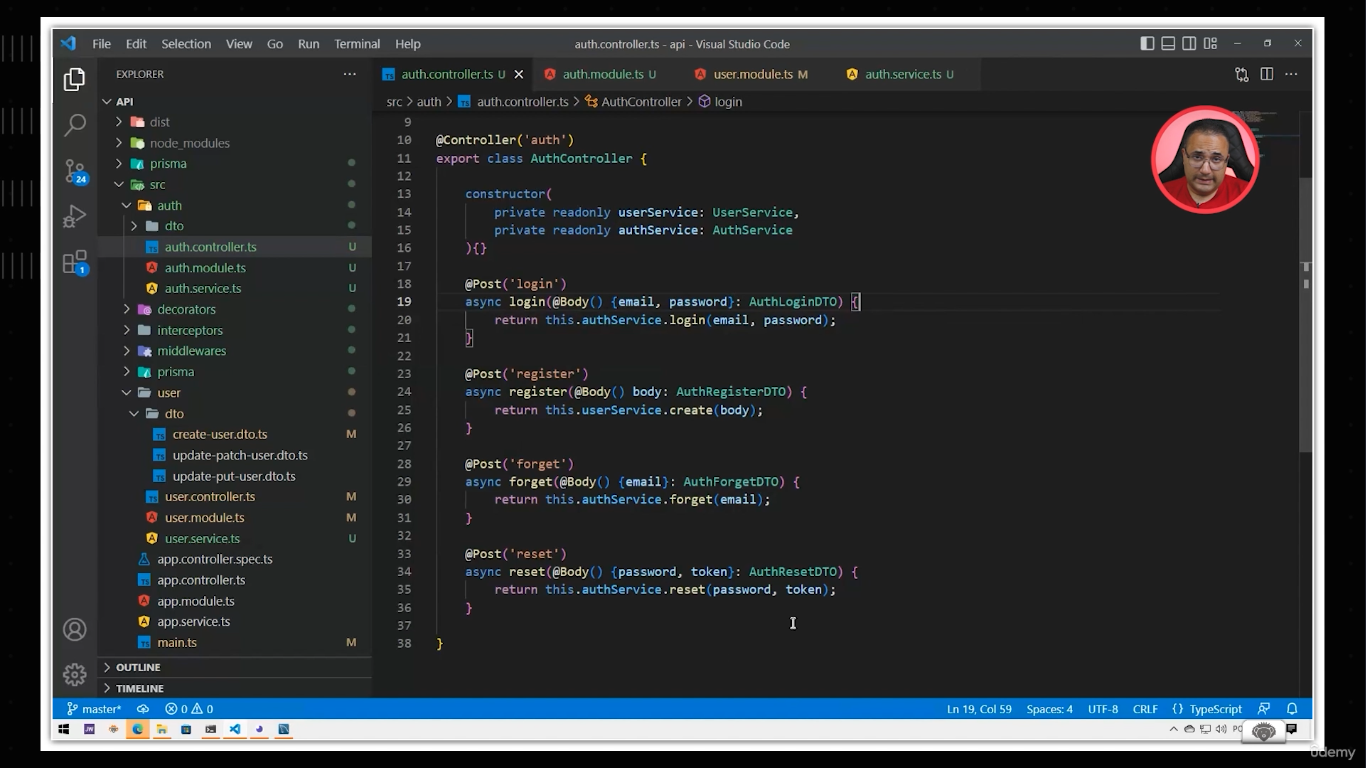 File Edit Selection View Go Run Terminal Help
auth.controller.ts - api - Visual Studio Code
EXPLORER
API
dist
node_modules
prisma
src
auth
dto
auth.controller.ts U
auth.module.ts U
auth.service.ts U
decorators
interceptors
middlewares
prisma
user
dto
create-user.dto.ts M
update-patch-user.dto.ts
update-put-user.dto.ts
user.controller.ts M
user.module.ts M
user.service.ts U
app.controller.spec.ts
app.controller.ts
app.module.ts
app.service.ts
main.ts M
OUTLINE
TIMELINE
24
1
auth.controller.ts U auth.module.ts U user.module.ts M auth.service.ts U
src > auth > auth.controller.ts > AuthController > login
9
10 @Controller('auth')
11 export class AuthController {
12
13 constructor(
14 private readonly userService: UserService,
15 private readonly authService: AuthService
16 ){}
17
18 @Post('login')
19 async login(@Body() {email, password}: AuthLoginDTO) {
20 return this.authService.login(email, password);
21 }
22
23 @Post('register')
24 async register(@Body() body: AuthRegisterDTO) {
25 return this.userService.create(body);
26 }
27
28 @Post('forget')
29 async forget(@Body() {email}: AuthForgetDTO) {
30 return this.authService.forget(email);
31 }
32
33 @Post('reset')
34 async reset(@Body() {password, token}: AuthResetDTO) {
35 return this.authService.reset(password, token);
36 }
37
38 }
master* 0 0 Ln 19, Col 59 Spaces: 4 UTF-8 CRLF {} TypeScript
ûdemy